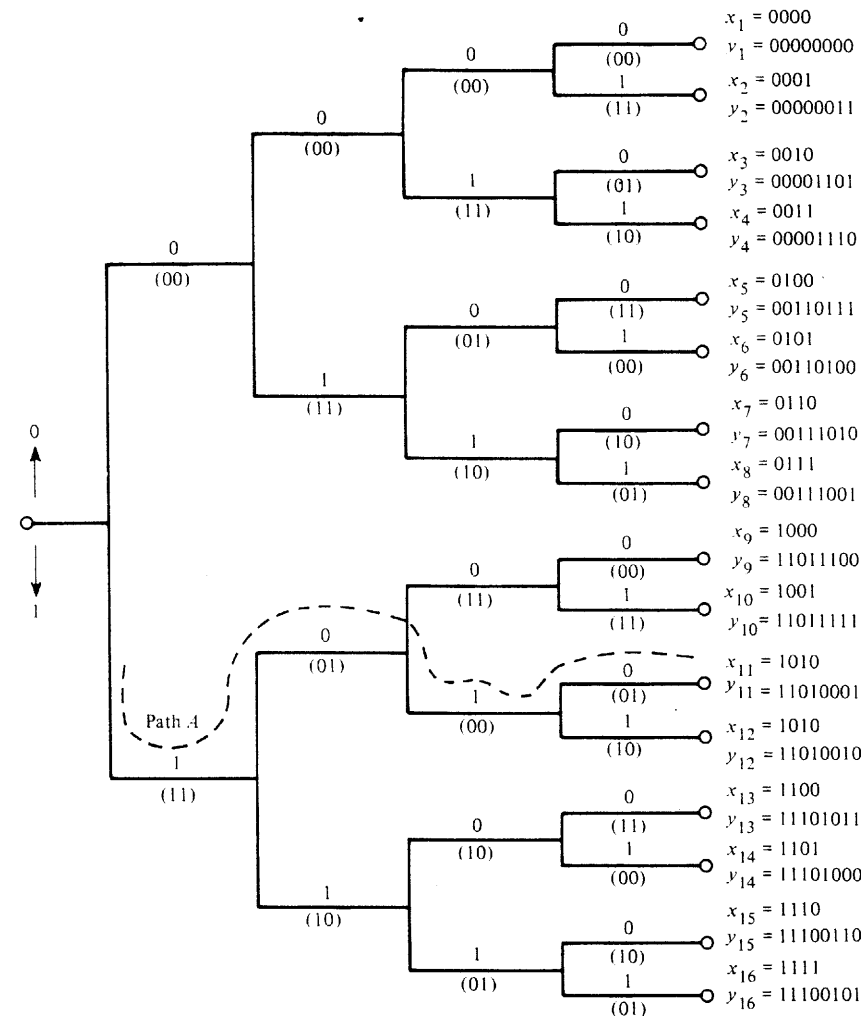 x1 = 0000
0
0
y1 = 00000000
(00)
(00)
1
x2 = 0001
(11)
y2 = 00000011
0
(00)
0
x3 = 0010
1
(01)
y3 = 00001101
(11)
1
x4 = 0011
(10)
y4 = 00001110
0
(00)
0
x5 = 0100
0
(11)
y5 = 00110111
(01)
1
x6 = 0101
(00)
y6 = 00110100
1
(11)
0
x7 = 0110
1
(10)
y7 = 00111010
(10)
1
x8 = 0111
(01)
y8 = 00111001
0
1
x9 = 1000
0
0
y9 = 11011100
(11)
(00)
1
x10 = 1001
(11)
y10 = 11011111
0
(01)
0
x11 = 1010
1
(01)
y11 = 11010001
(00)
1
x12 = 1010
(10)
y12 = 11010010
Path A
1
(11)
0
x13 = 1100
0
(11)
y13 = 11101011
(10)
1
x14 = 1101
(00)
y14 = 11101000
1
(10)
0
x15 = 1110
1
(10)
y15 = 11100110
(01)
1
x16 = 1111
(01)
y16 = 11100101